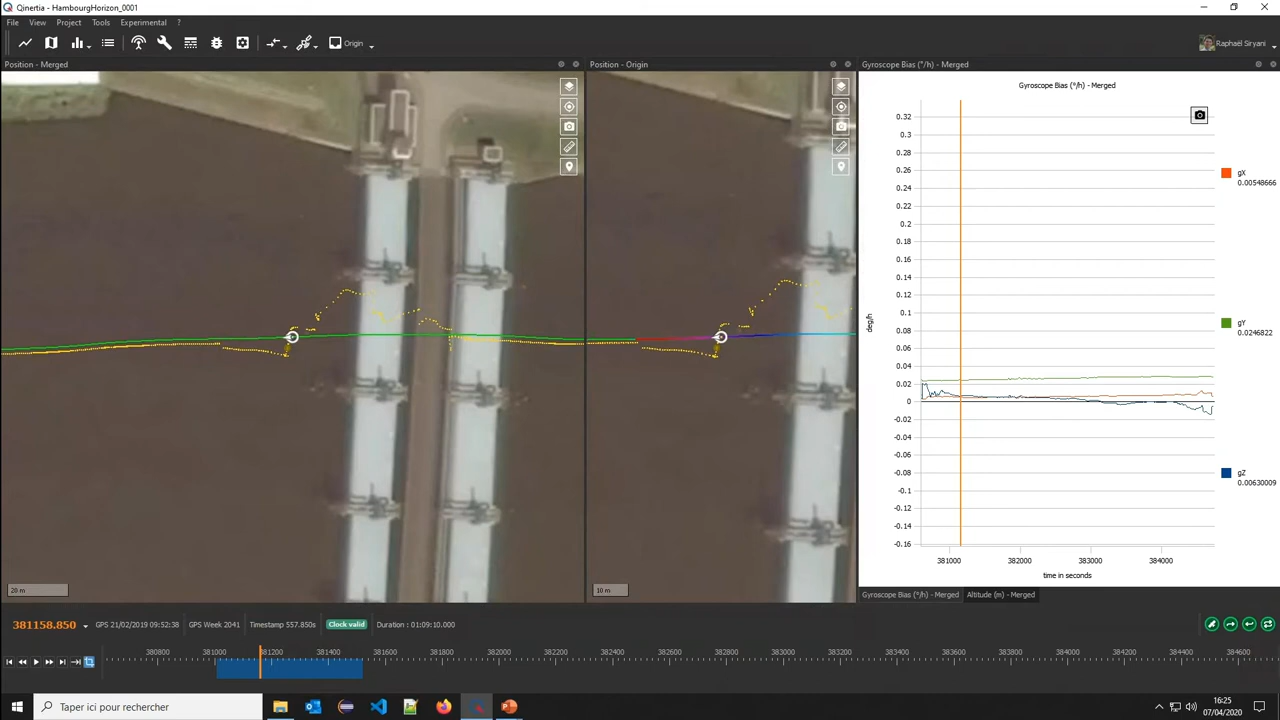 Qinertia - HambourgHorizon_0001
File View Project Tools Experimental ?
Origin
Raphaël Siryani
Position - Merged
Position - Origin
Gyroscope Bias (°/h) - Merged
Gyroscope Bias (°/h) - Merged
0.32
0.3
0.28
0.26
0.24
0.22
0.2
0.18
0.16
0.14
0.12
0.1
0.08
0.06
0.04
0.02
0
-0.02
-0.04
-0.06
-0.08
-0.1
-0.12
-0.14
-0.16
deg/h
381000 382000 383000 384000
time in seconds
gX
0.00548666
gY
0.0246822
gZ
0.00630009
20 m
10 m
Gyroscope Bias (°/h) - Merged Altitude (m) - Merged
381158.850 GPS 21/02/2019 09:52:38 GPS Week 2041 Timestamp 557.850s Clock valid Duration : 01:09:10.000
380800 381000 381200 381400 381600 381800 382000 382200 382400 382600 382800 383000 383200 383400 383600 383800 384000 384200 384400 384600
Taper ici pour rechercher
16:25
07/04/2020